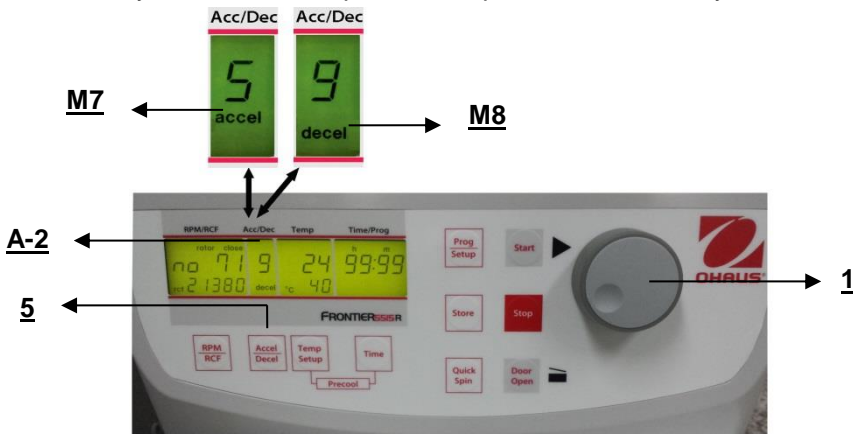 Acc/Dec Acc/Dec
5 9
accel decel
M7
M8
RPM/RCF Acc/Dec Temp Time/Prog
rotor close h m
no 71 9 24 99:99
21380 decel °C 40
A-2
5
1
FRONTIER 5515 R
RPM
RCF
Accel
Decel
Temp
Setup
Time
Precool
Prog
Setup
Start
Store
Stop
Quick
Spin
Door
Open
OHAUS